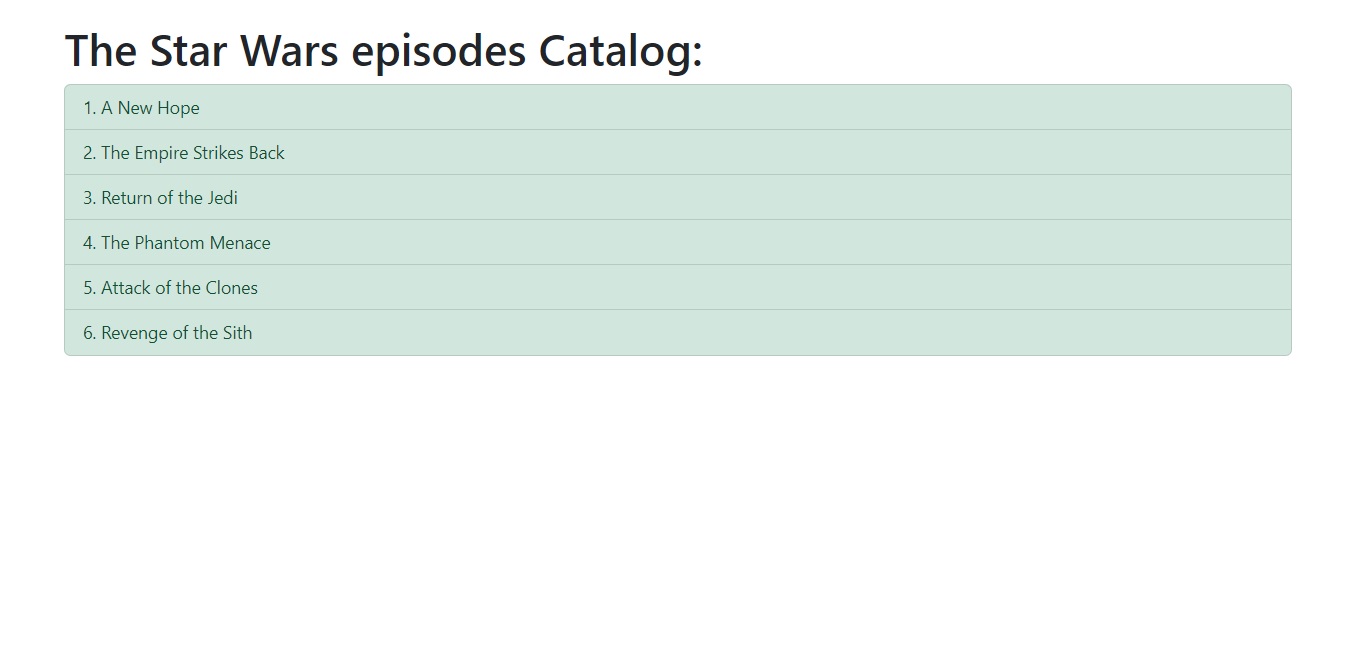 The Star Wars episodes Catalog:
1. A New Hope
2. The Empire Strikes Back
3. Return of the Jedi
4. The Phantom Menace
5. Attack of the Clones
6. Revenge of the Sith